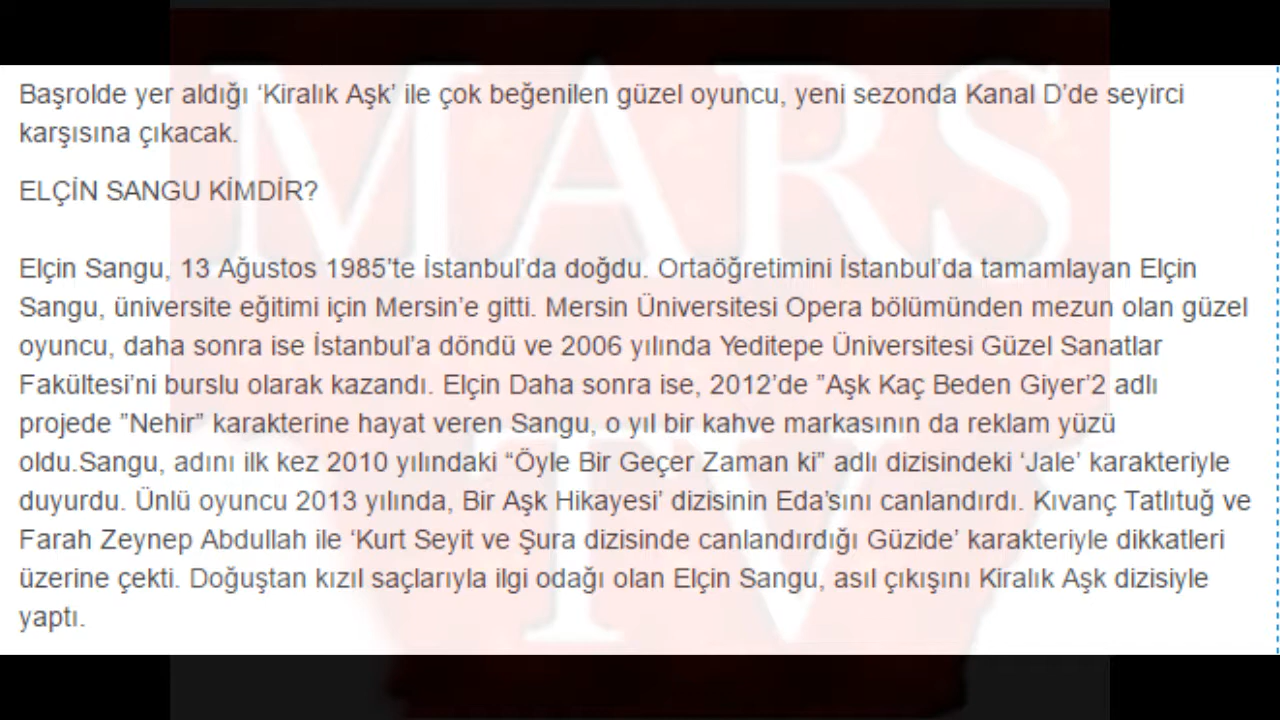 Başrolde yer aldığı ‘Kiralık Aşk’ ile çok beğenilen güzel oyuncu, yeni sezonda Kanal D’de seyirci
karşısına çıkacak.
ELÇİN SANGU KİMDİR?
Elçin Sangu, 13 Ağustos 1985’te İstanbul’da doğdu. Ortaöğretimini İstanbul’da tamamlayan Elçin
Sangu, üniversite eğitimi için Mersin’e gitti. Mersin Üniversitesi Opera bölümünden mezun olan güzel
oyuncu, daha sonra ise İstanbul’a döndü ve 2006 yılında Yeditepe Üniversitesi Güzel Sanatlar
Fakültesi’ni burslu olarak kazandı. Elçin Daha sonra ise, 2012’de ”Aşk Kaç Beden Giyer’2 adlı
projede ”Nehir” karakterine hayat veren Sangu, o yıl bir kahve markasının da reklam yüzü
oldu.Sangu, adını ilk kez 2010 yılındaki “Öyle Bir Geçer Zaman ki” adlı dizisindeki ‘Jale’ karakteriyle
duyurdu. Ünlü oyuncu 2013 yılında, Bir Aşk Hikayesi’ dizisinin Eda’sını canlandırdı. Kıvanç Tatlıtuğ ve
Farah Zeynep Abdullah ile ‘Kurt Seyit ve Şura dizisinde canlandırdığı Güzide’ karakteriyle dikkatleri
üzerine çekti. Doğuştan kızıl saçlarıyla ilgi odağı olan Elçin Sangu, asıl çıkışını Kiralık Aşk dizisiyle
yaptı.
MARS
TV